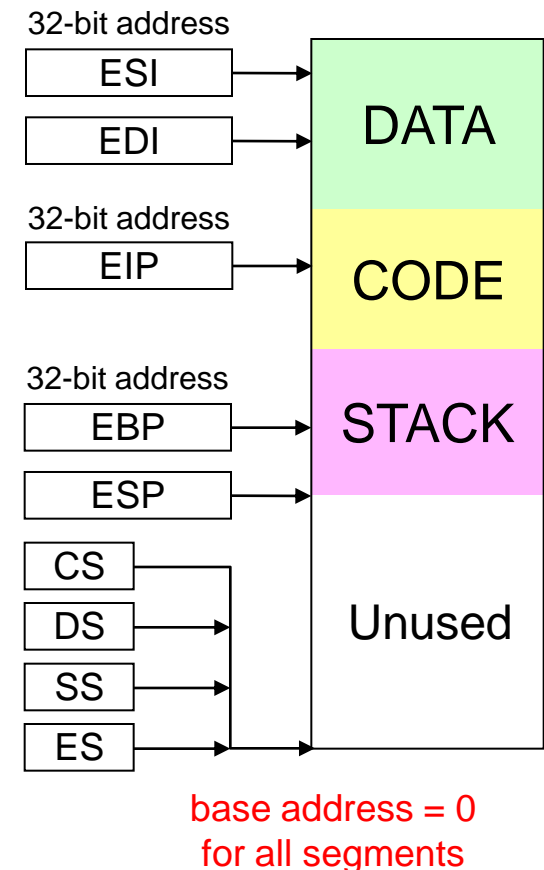 32-bit address
ESI
EDI
DATA
32-bit address
EIP
CODE
32-bit address
EBP
STACK
ESP
CS
DS
Unused
SS
ES
base address = 0
for all segments